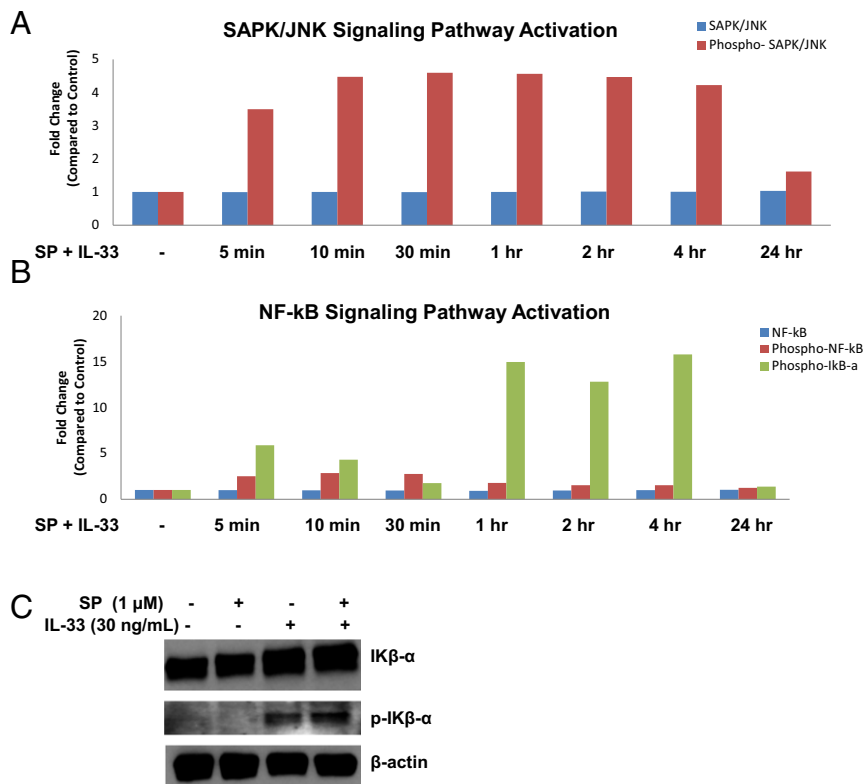 A
SAPK/JNK Signaling Pathway Activation
SAPK/JNK
Phospho- SAPK/JNK
Fold Change
(Compared to Control)
5
4
3
2
1
0
SP + IL-33 - 5 min 10 min 30 min 1 hr 2 hr 4 hr 24 hr
B
NF-kB Signaling Pathway Activation
NF-kB
Phospho-NF-kB
Phospho-IkB-a
Fold Change
(Compared to Control)
20
15
10
5
0
SP + IL-33 - 5 min 10 min 30 min 1 hr 2 hr 4 hr 24 hr
C
SP (1 μM) - + - +
IL-33 (30 ng/mL) - - + +
IKβ-α
p-IKβ-α
β-actin